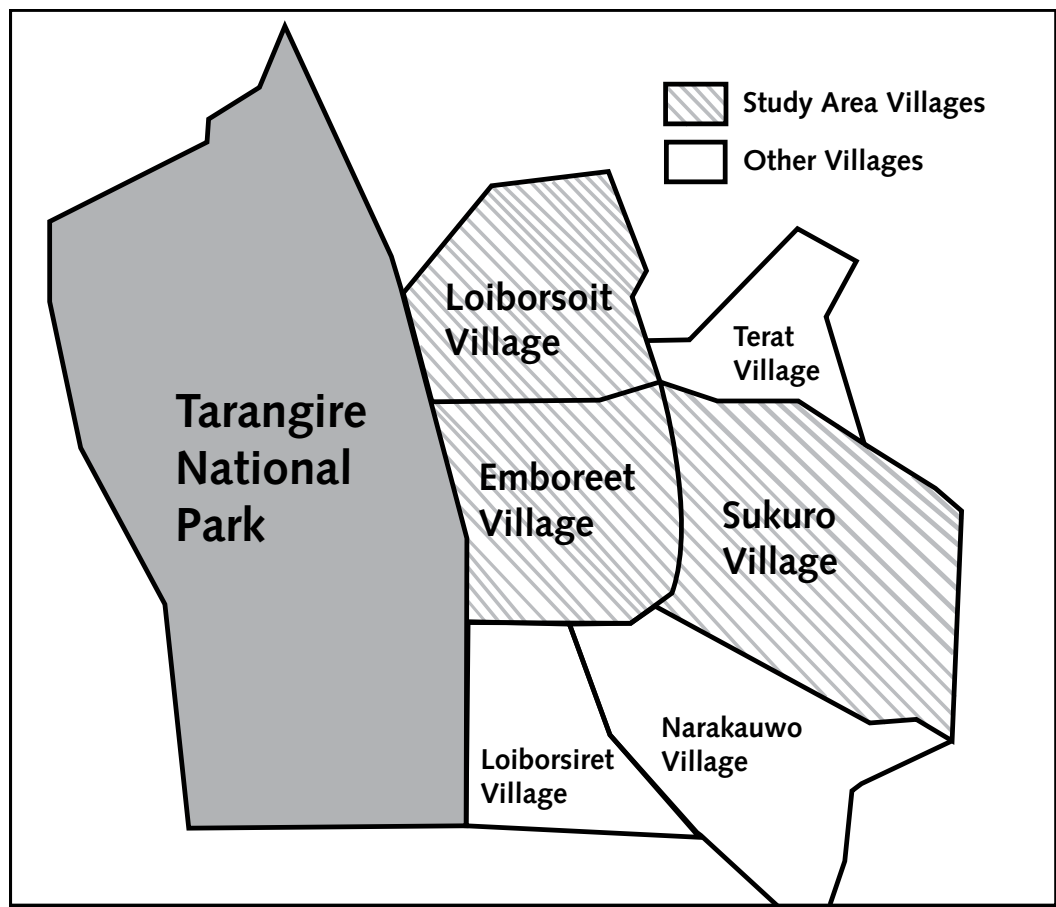 Study Area Villages
Other Villages
Loiborsoit
Village
Terat
Village
Tarangire
National
Park
Emboreet
Village
Sukuro
Village
Loiborsiret
Village
Narakauwo
Village